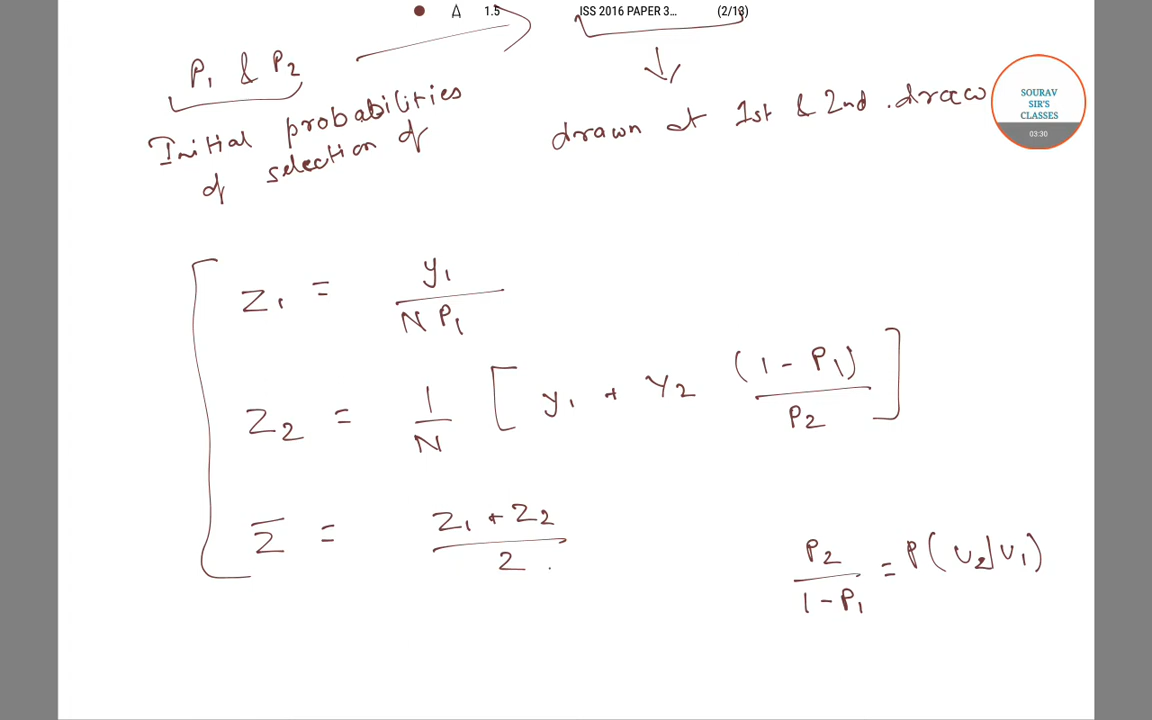 Δ 1.5 ISS 2016 PAPER 3... (2/13)
P₁ & P₂
Initial probabilities
of selection of
drawn at 1st & 2nd draw
SOURAV
SIR'S
CLASSES
03:30
Z₁ = y₁ / N P₁
Z₂ = 1/N [ y₁ + y₂ (1 - P₁) / P₂ ]
Z̅ = Z₁ + Z₂ / 2
P₂ / 1 - P₁ = P(U₂|U₁)